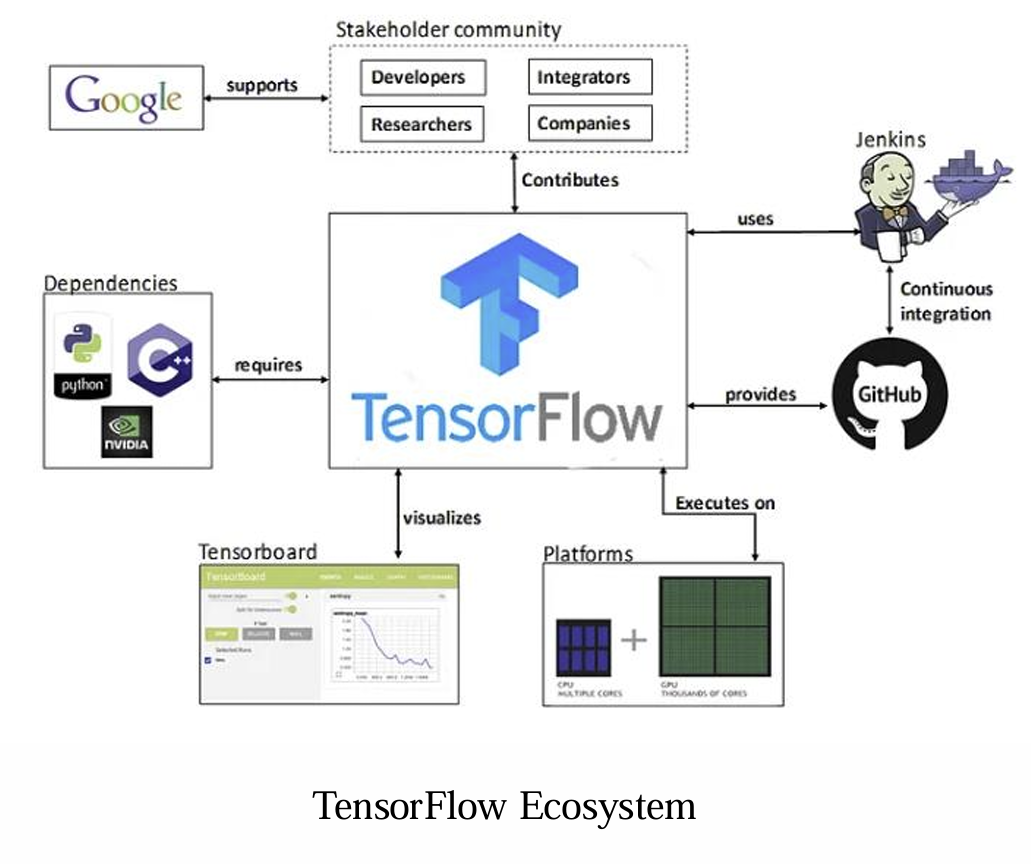 Stakeholder community
Google
supports
Developers
Integrators
Researchers
Companies
Contributes
Jenkins
uses
Continuous
integration
Dependencies
python
C++
NVIDIA
requires
TensorFlow
provides
GitHub
visualizes
Executes on
Tensorboard
TensorBoard
Platforms
CPU
MULTIPLE CORES
+
GPU
THOUSANDS OF CORES
TensorFlow Ecosystem